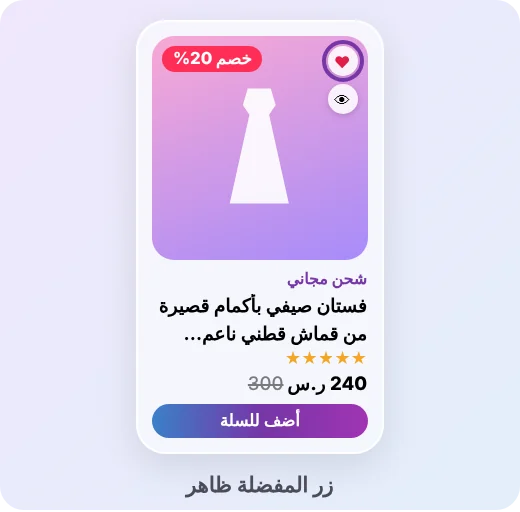 خصم 20%
شحن مجاني
فستان صيفي بأكمام قصيرة
من قماش قطني ناعم...
240 ر.س 300
أضف للسلة
زر المفضلة ظاهر